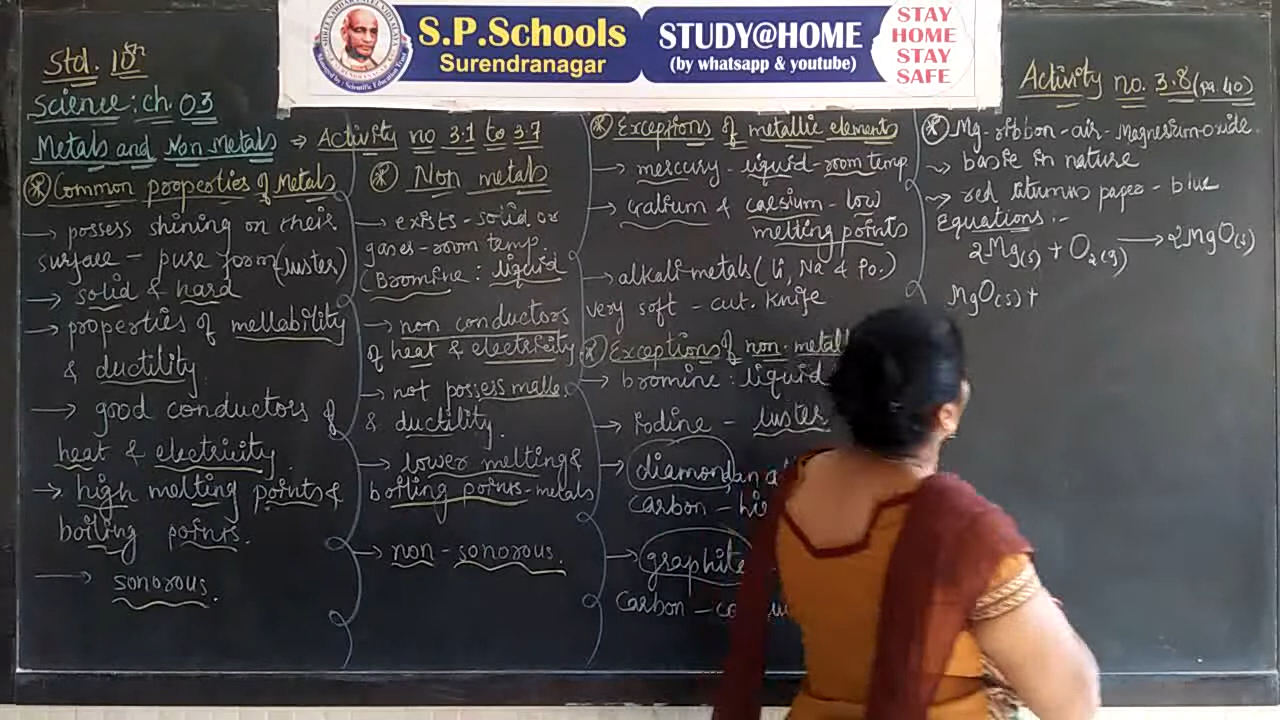 S.P.Schools
Surendranagar
STUDY@HOME
(by whatsapp & youtube)
STAY
HOME
STAY
SAFE
Std. 10th
Science: ch. 03
Metals and Non Metals ⇒ Activity no 3.1 to 3.7
Common properties of Metals
→ possess shining on their
surface - pure form (luster)
→ solid & hard
→ properties of mellability
& ductility.
→ good conductors of
heat & electricity.
→ high melting points &
boiling points.
→ sonorous.
Non metals
→ exists - solid or
gases - room temp.
(Bromine: liquid
→ non conductors
of heat & electricity
→ not possess malle.
& ductility.
→ lower melting &
boiling points - metals
→ non - sonorous.
Exceptions of metallic elements
→ mercury - liquid - room temp
→ Galium & caesium - low
melting points
→ alkali metals (Li, Na & Po.)
very soft - cut. knife
Exceptions of non-metall
→ bromine: liquid
→ Iodine - luster
→ diamond an
carbon - hi
→ graphite
carbon - co
Activity no. 3.8 (pg. 40)
Mg-ribbon-air-Magnesium-oxide.
→ basic in nature
→ red litumus paper - blue
Equations :-
2Mg(s) + O2(g) → 2MgO(s)
MgO(s) +